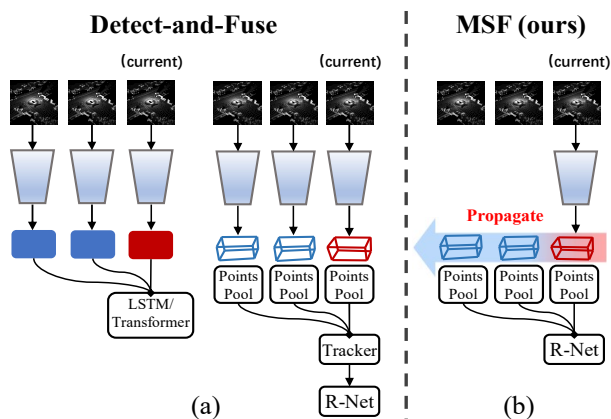 Detect-and-Fuse
MSF (ours)
(current)
(current)
(current)
Propagate
LSTM/
Transformer
Points
Pool
Points
Pool
Points
Pool
Tracker
R-Net
Points
Pool
Points
Pool
Points
Pool
R-Net
(a)
(b)